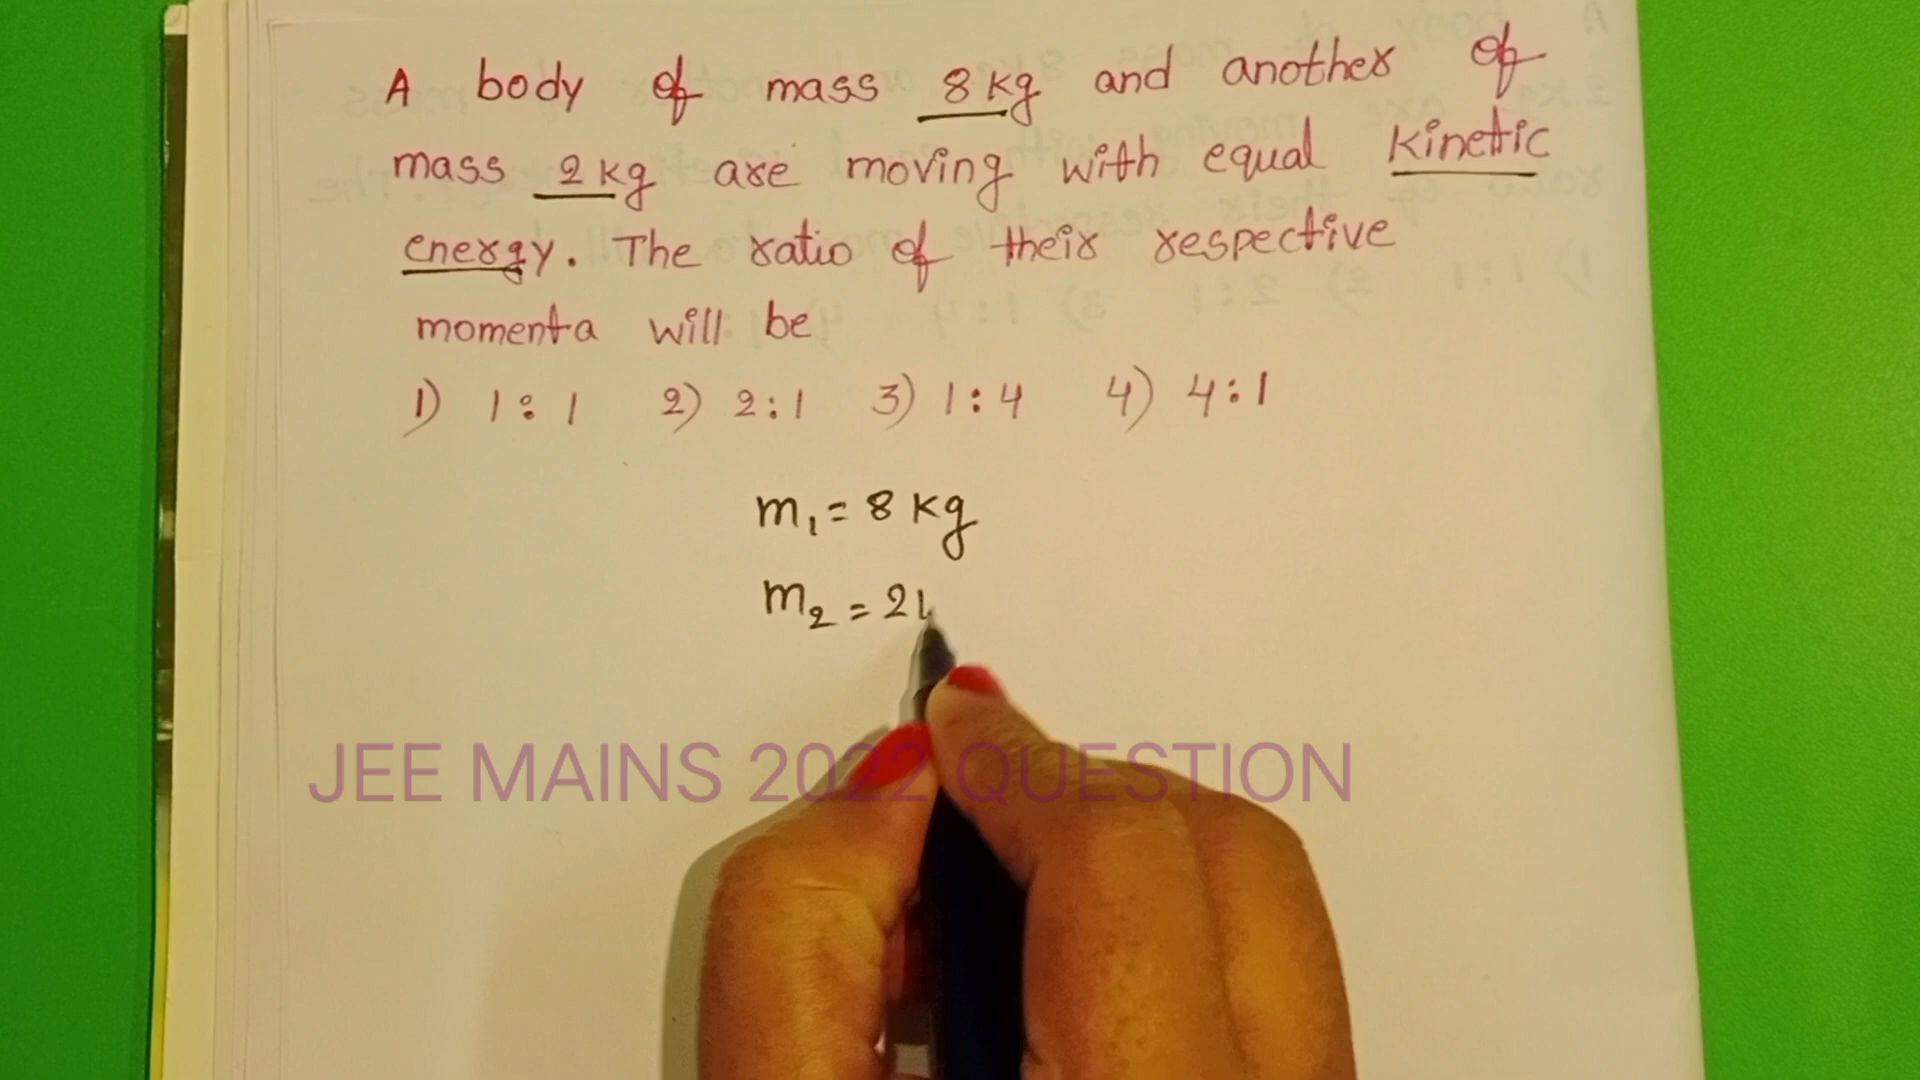 A body of mass 8 kg and another of
mass 2 kg are moving with equal kinetic
energy. The ratio of their respective
momenta will be
1) 1:1 2) 2:1 3) 1:4 4) 4:1
m₁ = 8 kg
m₂ = 2
JEE MAINS 2022 QUESTION